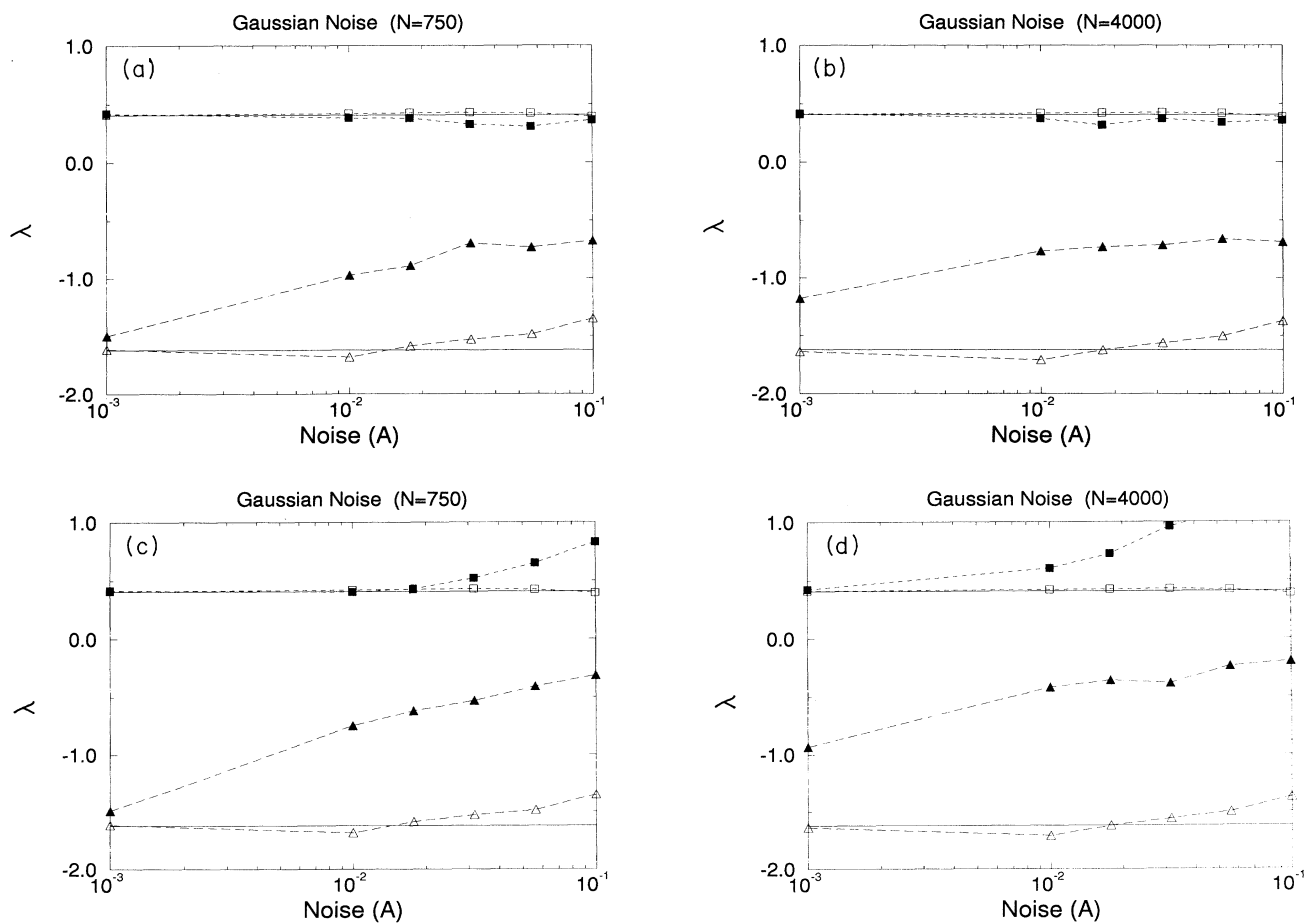 Gaussian Noise (N=750)
(a)
1.0
0.0
-1.0
-2.0
λ
10-3
10-2
10-1
Noise (A)
Gaussian Noise (N=4000)
(b)
1.0
0.0
-1.0
-2.0
λ
10-3
10-2
10-1
Noise (A)
Gaussian Noise (N=750)
(c)
1.0
0.0
-1.0
-2.0
λ
10-3
10-2
10-1
Noise (A)
Gaussian Noise (N=4000)
(d)
1.0
0.0
-1.0
-2.0
λ
10-3
10-2
10-1
Noise (A)